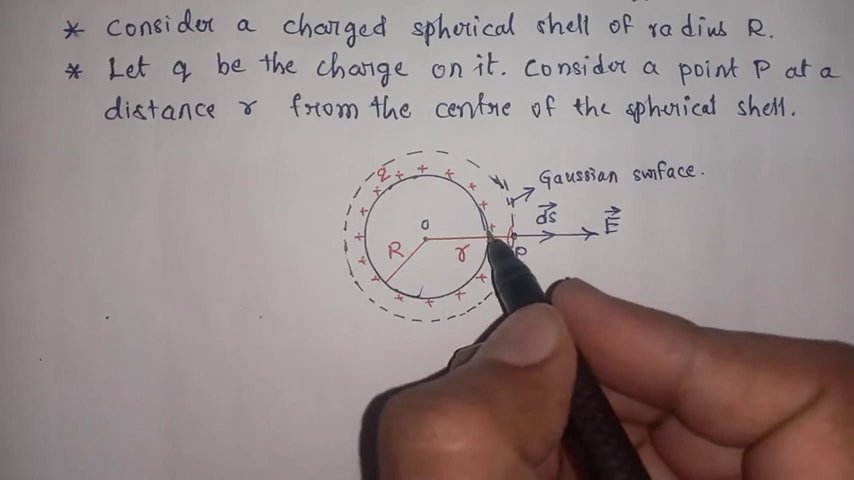 * Consider a charged spherical shell of radius R.
* Let q be the charge on it. Consider a point P at a
distance r from the centre of the spherical shell.
q
Gaussian surface.
ds
E
O
R
r
P